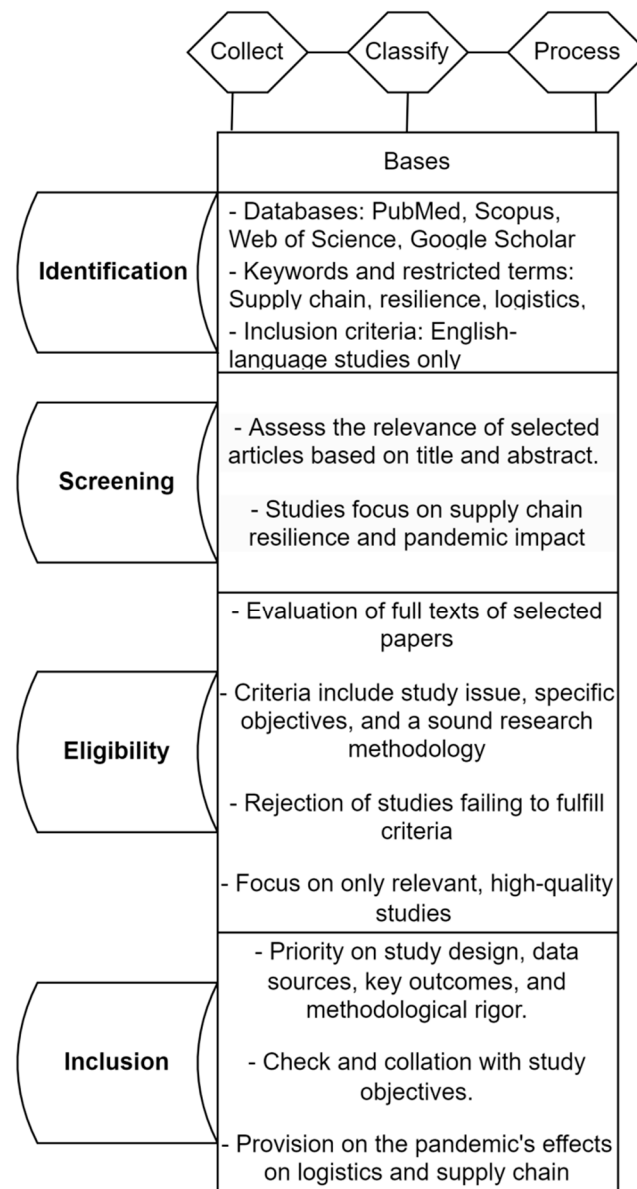 Collect
Classify
Process
Bases
Identification
- Databases: PubMed, Scopus,
Web of Science, Google Scholar
- Keywords and restricted terms:
Supply chain, resilience, logistics,
- Inclusion criteria: English-
language studies only
Screening
- Assess the relevance of selected
articles based on title and abstract.
- Studies focus on supply chain
resilience and pandemic impact
Eligibility
- Evaluation of full texts of selected
papers
- Criteria include study issue, specific
objectives, and a sound research
methodology
- Rejection of studies failing to fulfill
criteria
- Focus on only relevant, high-quality
studies
Inclusion
- Priority on study design, data
sources, key outcomes, and
methodological rigor.
- Check and collation with study
objectives.
- Provision on the pandemic's effects
on logistics and supply chain